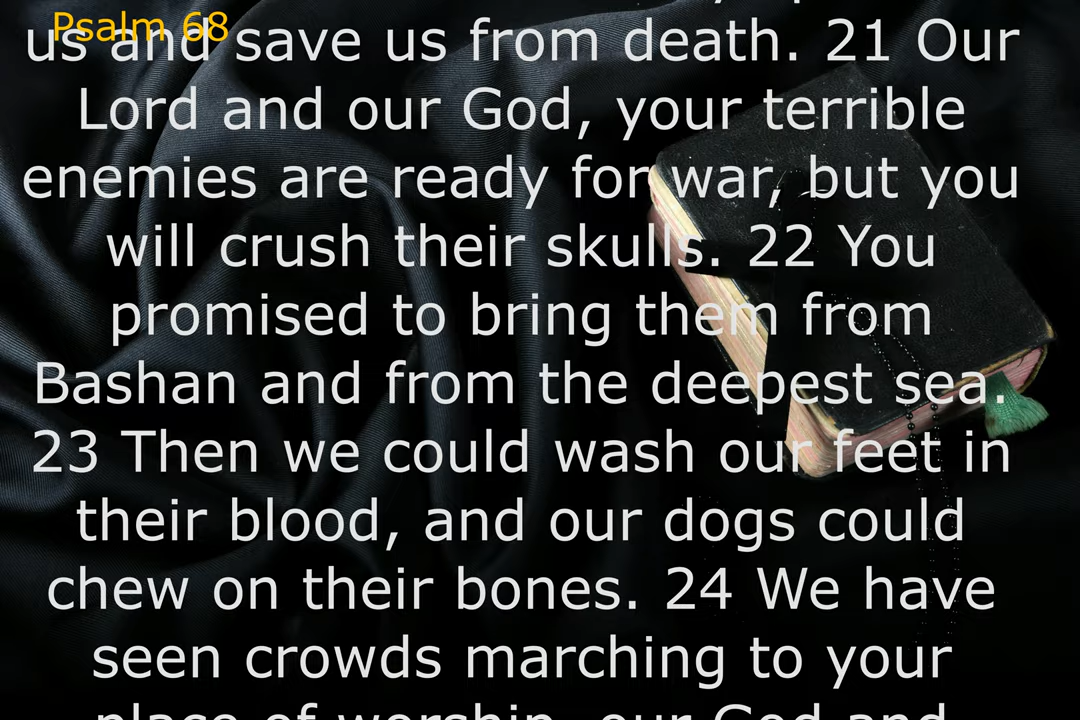 Psalm 68
us and save us from death. 21 Our
Lord and our God, your terrible
enemies are ready for war, but you
will crush their skulls. 22 You
promised to bring them from
Bashan and from the deepest sea.
23 Then we could wash our feet in
their blood, and our dogs could
chew on their bones. 24 We have
seen crowds marching to your
place of worship, our God and